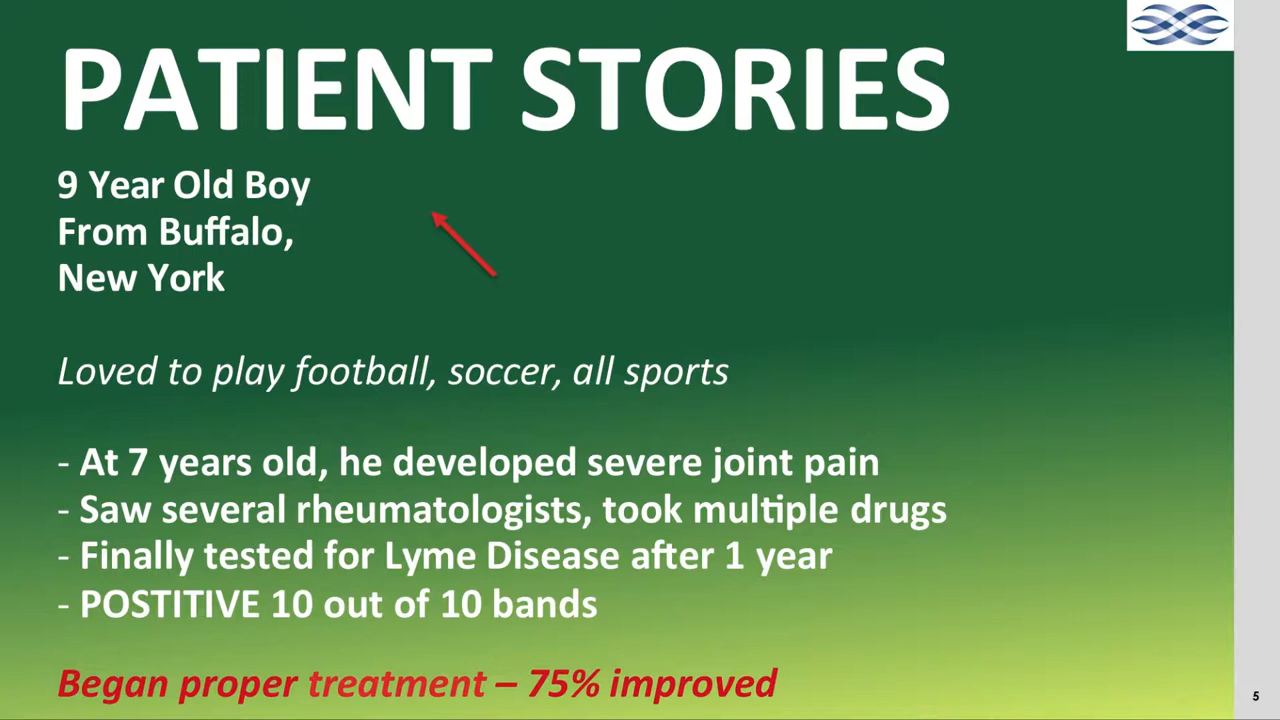 PATIENT STORIES
9 Year Old Boy
From Buffalo,
New York
Loved to play football, soccer, all sports
- At 7 years old, he developed severe joint pain
- Saw several rheumatologists, took multiple drugs
- Finally tested for Lyme Disease after 1 year
- POSTITIVE 10 out of 10 bands
Began proper treatment – 75% improved
5